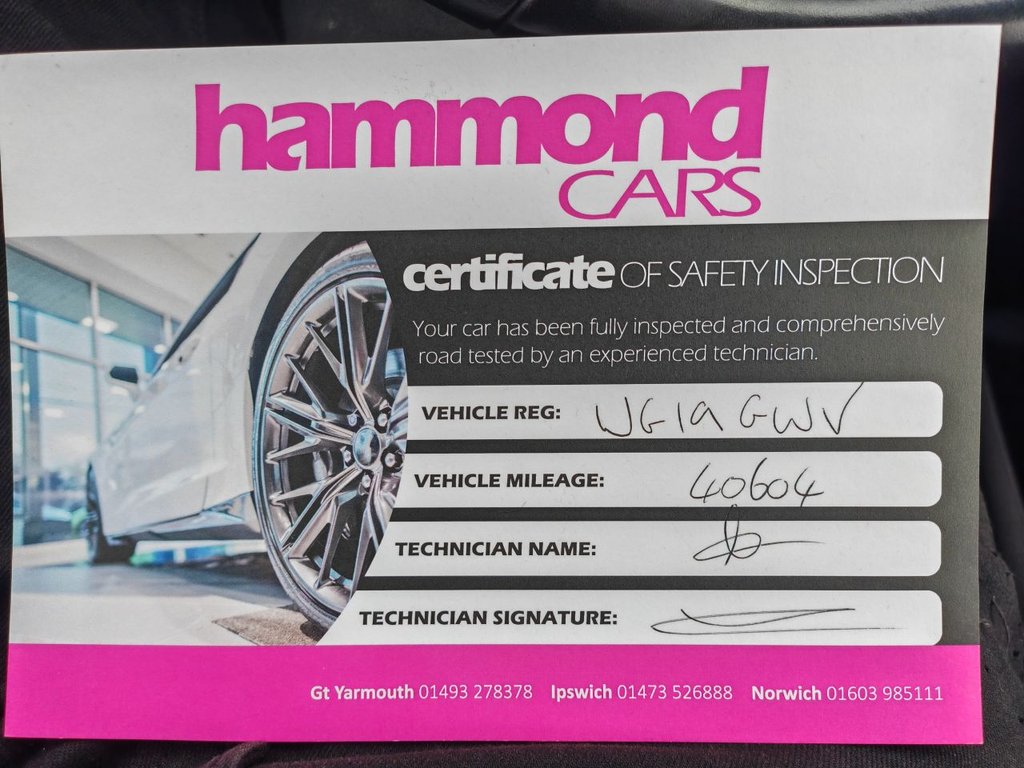 hammond
CARS
certificate OF SAFETY INSPECTION
Your car has been fully inspected and comprehensively
road tested by an experienced technician.
VEHICLE REG: WG19 GWV
VEHICLE MILEAGE: 40604
TECHNICIAN NAME:
TECHNICIAN SIGNATURE:
Gt Yarmouth 01493 278378 Ipswich 01473 526888 Norwich 01603 985111